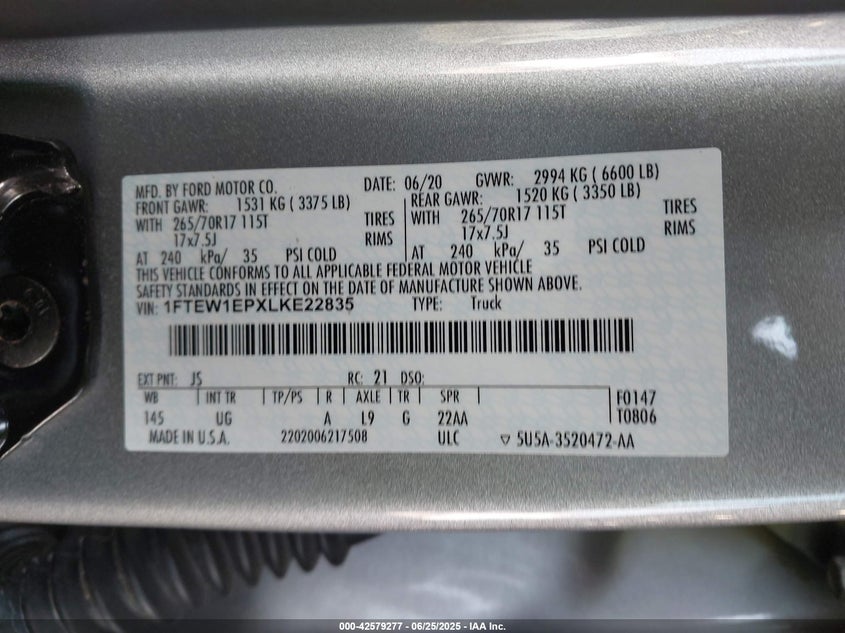 MFD. BY FORD MOTOR CO. DATE: 06/20 GVWR: 2994 KG ( 6600 LB)
FRONT GAWR: 1531 KG ( 3375 LB) REAR GAWR: 1520 KG ( 3350 LB)
WITH 265/70R17 115T TIRES WITH 265/70R17 115T TIRES
17x7.5J RIMS 17x7.5J RIMS
AT 240 kPa/ 35 PSI COLD AT 240 kPa/ 35 PSI COLD
THIS VEHICLE CONFORMS TO ALL APPLICABLE FEDERAL MOTOR VEHICLE
SAFETY STANDARDS IN EFFECT ON THE DATE OF MANUFACTURE SHOWN ABOVE.
VIN: 1FTEW1EPXLKE22835 TYPE: Truck
EXT PNT: JS RC: 21 DSO:
WB INT TR TP/PS R AXLE TR SPR F0147
145 UG A L9 G 22AA T0806
MADE IN U.S.A. 2202006217508 ULC ▽ 5U5A-3520472-AA
000-42579277 - 06/25/2025 - IAA Inc.